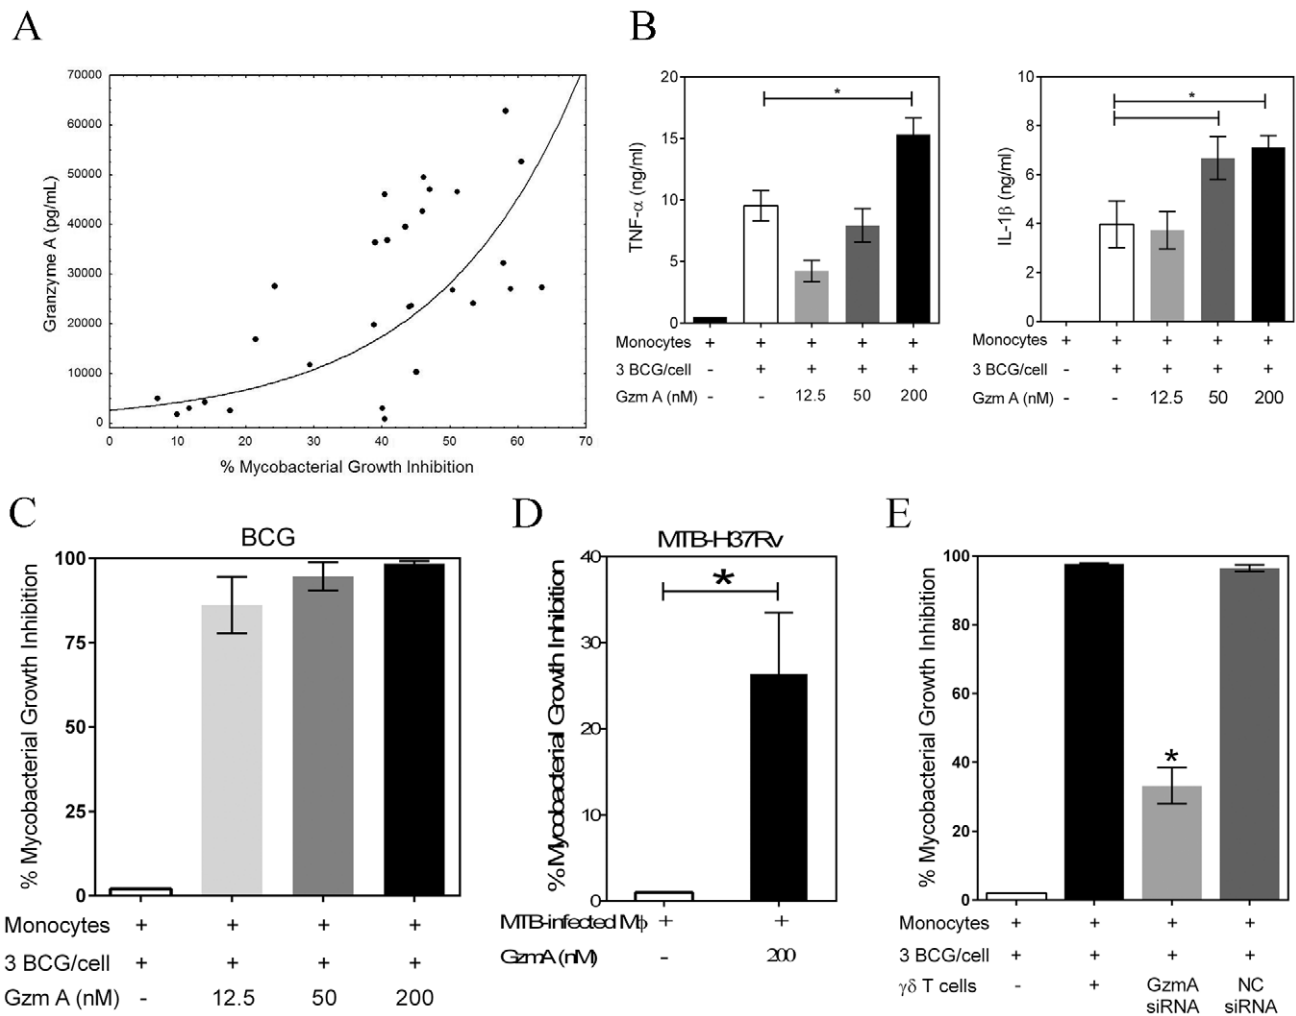 A
B
70000
60000
50000
40000
30000
20000
10000
0
Granzyme A (pg/mL)
0 10 20 30 40 50 60 70
% Mycobacterial Growth Inhibition
20
15
10
5
0
TNF-α (ng/ml)
*
Monocytes + + + + +
3 BCG/cell - + + + +
Gzm A (nM) - - 12.5 50 200
10
8
6
4
2
0
IL-1β (ng/ml)
*
Monocytes + + + + +
3 BCG/cell - + + + +
Gzm A (nM) - - 12.5 50 200
C
BCG
100
75
50
25
0
% Mycobacterial Growth Inhibition
Monocytes + + + +
3 BCG/cell + + + +
Gzm A (nM) - 12.5 50 200
D
MTB-H37Rv
40
30
20
10
0
% Mycobacterial Growth Inhibition
*
MTB-infected Mϕ + +
GzmA (nM) - 200
E
100
80
60
40
20
0
% Mycobacterial Growth Inhibition
*
Monocytes + + + +
3 BCG/cell + + + +
γδ T cells - + GzmA NC
siRNA siRNA